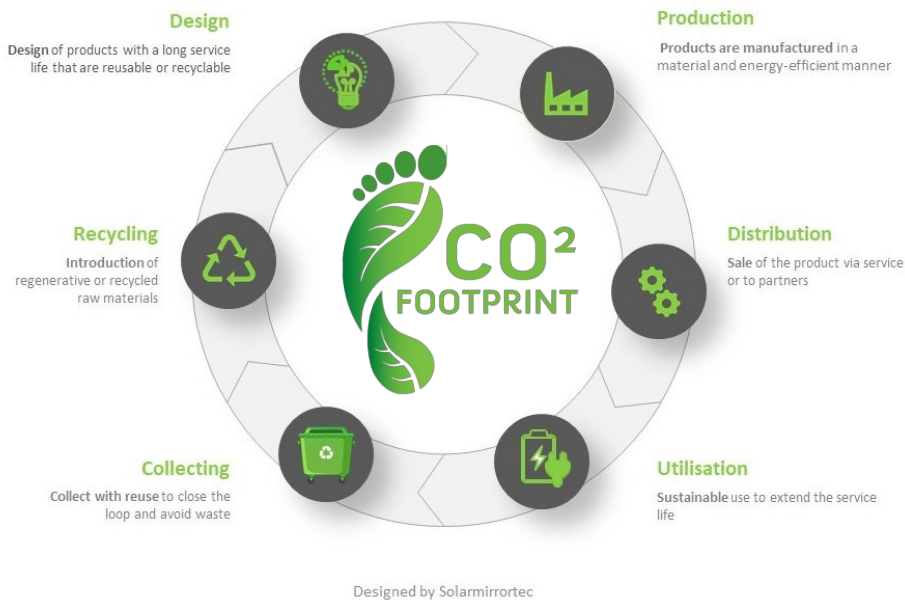 Design
Design of products with a long service
life that are reusable or recyclable
Production
Products are manufactured in a
material and energy-efficient manner
Recycling
Introduction of
regenerative or recycled
raw materials
CO²
FOOTPRINT
Distribution
Sale of the product via service
or to partners
Collecting
Collect with reuse to close the
loop and avoid waste
Utilisation
Sustainable use to extend the service
life
Designed by Solarmirrortec